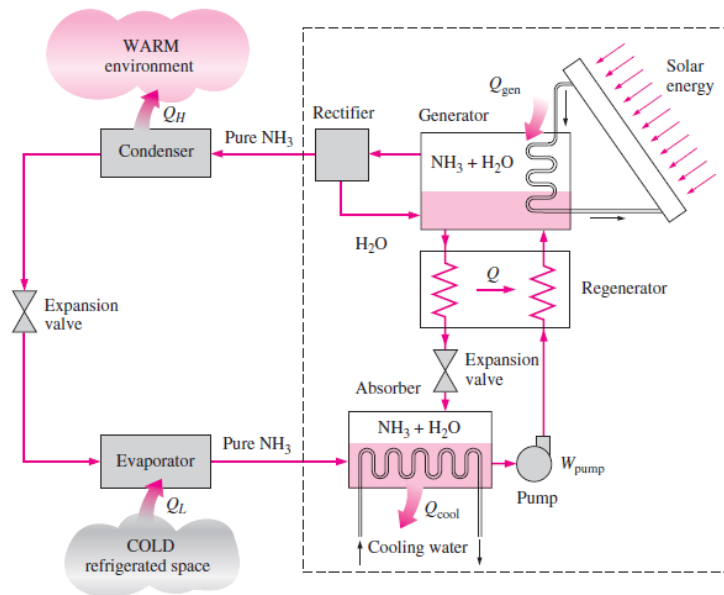 WARM
environment
Solar
energy
Q_gen
Q_H
Rectifier
Generator
Pure NH₃
Condenser
NH₃ + H₂O
H₂O
Q
Regenerator
Expansion
valve
Expansion
valve
Absorber
NH₃ + H₂O
Pure NH₃
Evaporator
W_pump
Pump
Q_L
Q_cool
COLD
refrigerated space
Cooling water